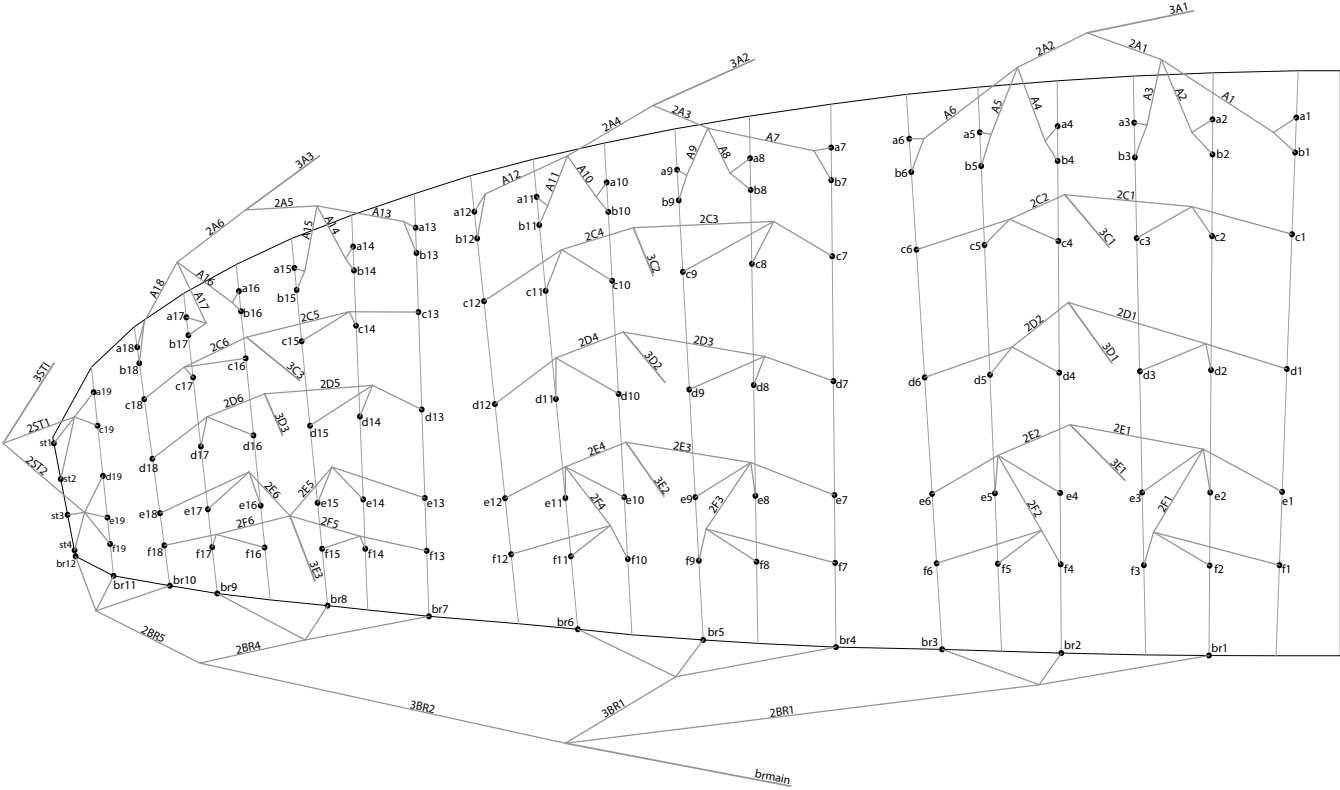 3A1
2A2
2A1
3A2
2A3
2A4
A6
A5
A4
A3
A2
A1
a6
a5
a4
a3
a2
a1
b6
b5
b4
b3
b2
b1
A12
A11
A10
A9
A8
A7
a12
a11
a10
a9
a8
a7
b12
b11
b10
b9
b8
b7
3A3
2A6
2A5
A18
A17
A16
A15
A14
A13
a18
a17
a16
a15
a14
a13
b18
b17
b16
b15
b14
b13
2C2
2C1
3C1
c6
c5
c4
c3
c2
c1
2C4
2C3
3C2
c12
c11
c10
c9
c8
c7
2C6
2C5
3C3
c18
c17
c16
c15
c14
c13
2D2
2D1
3D1
d6
d5
d4
d3
d2
d1
2D4
2D3
3D2
d12
d11
d10
d9
d8
d7
2D6
2D5
3D3
d18
d17
d16
d15
d14
d13
3STI
2ST1
2ST2
a19
c19
d19
e19
f19
st1
st2
st3
st4
2E2
2E1
3E1
e6
e5
e4
e3
e2
e1
2E4
2E3
3E2
e12
e11
e10
e9
e8
e7
2E6
2E5
e18
e17
e16
e15
e14
e13
2F2
2F1
f6
f5
f4
f3
f2
f1
2F4
2F3
f12
f11
f10
f9
f8
f7
2F6
2F5
3E3
f18
f17
f16
f15
f14
f13
br12
br11
br10
br9
br8
br7
br6
br5
br4
br3
br2
br1
2BR5
2BR4
3BR2
3BR1
2BR1
brmain